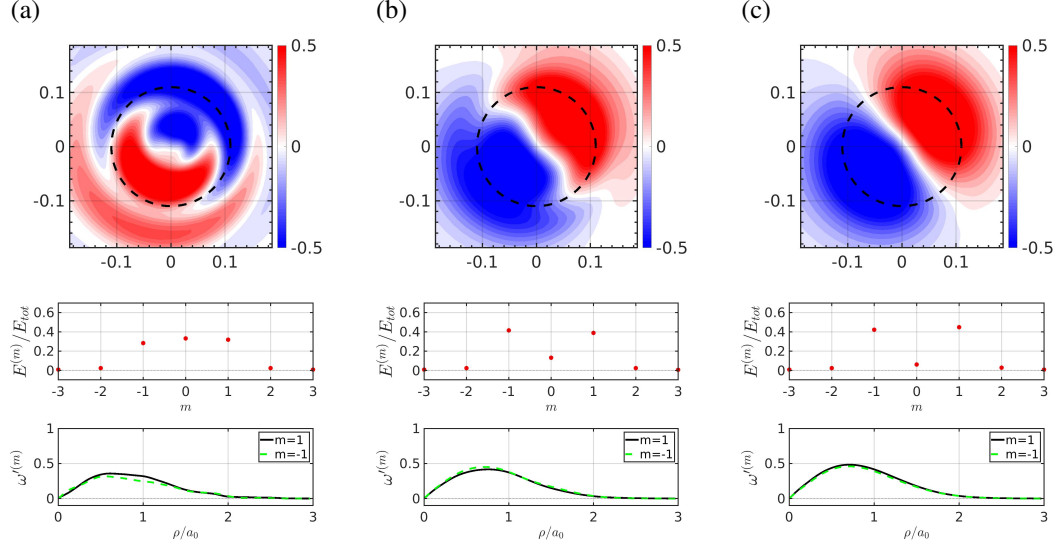 (a) (b) (c)
0.5 0.5 0.5
0.1 0.1 0.1
0 0 0 0 0 0
-0.1 -0.1 -0.1
-0.5 -0.5 -0.5
-0.1 0 0.1 -0.1 0 0.1 -0.1 0 0.1
E^{(m)}/E_{tot} E^{(m)}/E_{tot} E^{(m)}/E_{tot}
0.6 0.6 0.6
0.4 0.4 0.4
0.2 0.2 0.2
0 0 0
-3 -2 -1 0 1 2 3 -3 -2 -1 0 1 2 3 -3 -2 -1 0 1 2 3
m m m
ω'^{(m)} ω'^{(m)} ω'^{(m)}
1 1 1
m=1 m=1 m=1
m=-1 m=-1 m=-1
0.5 0.5 0.5
0 0 0
0 1 2 3 0 1 2 3 0 1 2 3
ρ/a_0 ρ/a_0 ρ/a_0